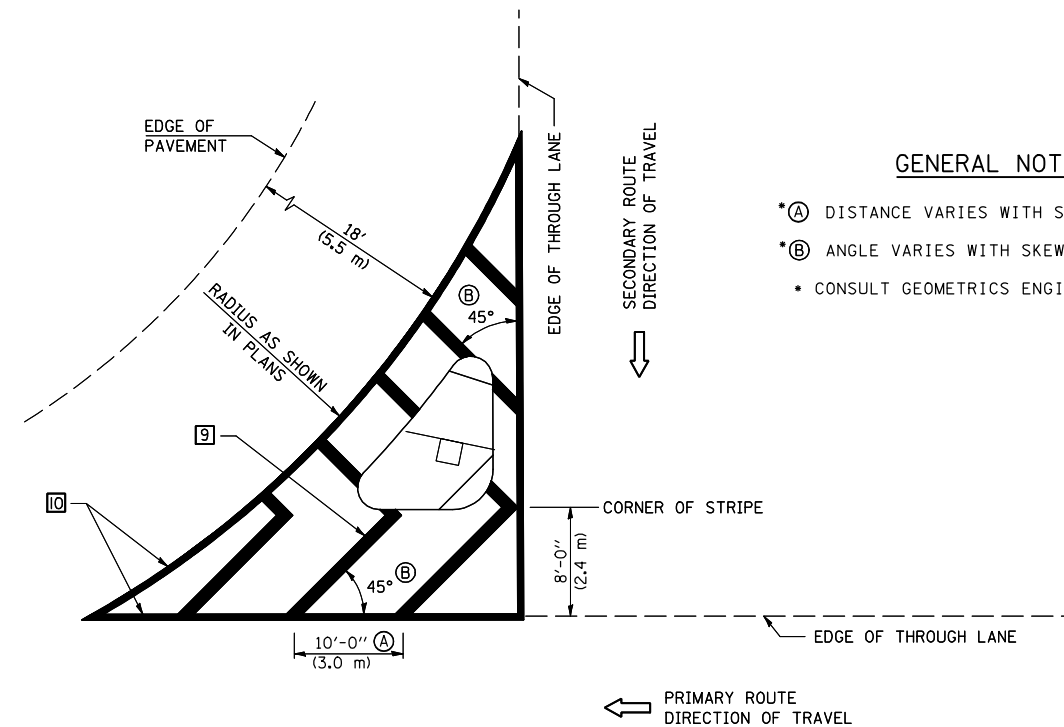 EDGE OF
PAVEMENT
18'
(5.5 m)
RADIUS AS SHOWN
IN PLANS
EDGE OF THROUGH LANE
SECONDARY ROUTE
DIRECTION OF TRAVEL
GENERAL NOT
*Ⓐ DISTANCE VARIES WITH S
*Ⓑ ANGLE VARIES WITH SKEW
* CONSULT GEOMETRICS ENGI
Ⓑ
45°
9
10
CORNER OF STRIPE
8'-0"
(2.4 m)
45° Ⓑ
10'-0" Ⓐ
(3.0 m)
EDGE OF THROUGH LANE
PRIMARY ROUTE
DIRECTION OF TRAVEL